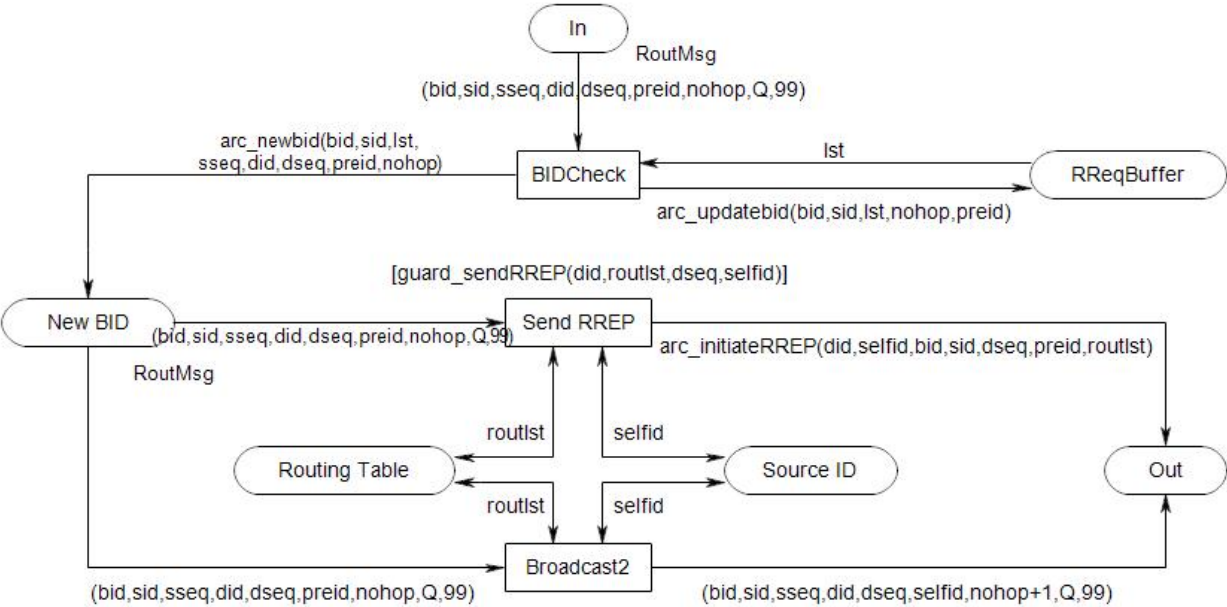 In
RoutMsg
(bid,sid,sseq,did,dseq,preid,nohop,Q,99)
arc_newbid(bid,sid,lst,
sseq,did,dseq,preid,nohop)
lst
BIDCheck
RReqBuffer
arc_updatebid(bid,sid,lst,nohop,preid)
[guard_sendRREP(did,routlst,dseq,selfid)]
New BID
(bid,sid,sseq,did,dseq,preid,nohop,Q,99)
Send RREP
arc_initiateRREP(did,selfid,bid,sid,dseq,preid,routlst)
RoutMsg
routlst
selfid
Routing Table
Source ID
Out
routlst
selfid
Broadcast2
(bid,sid,sseq,did,dseq,preid,nohop,Q,99)
(bid,sid,sseq,did,dseq,selfid,nohop+1,Q,99)